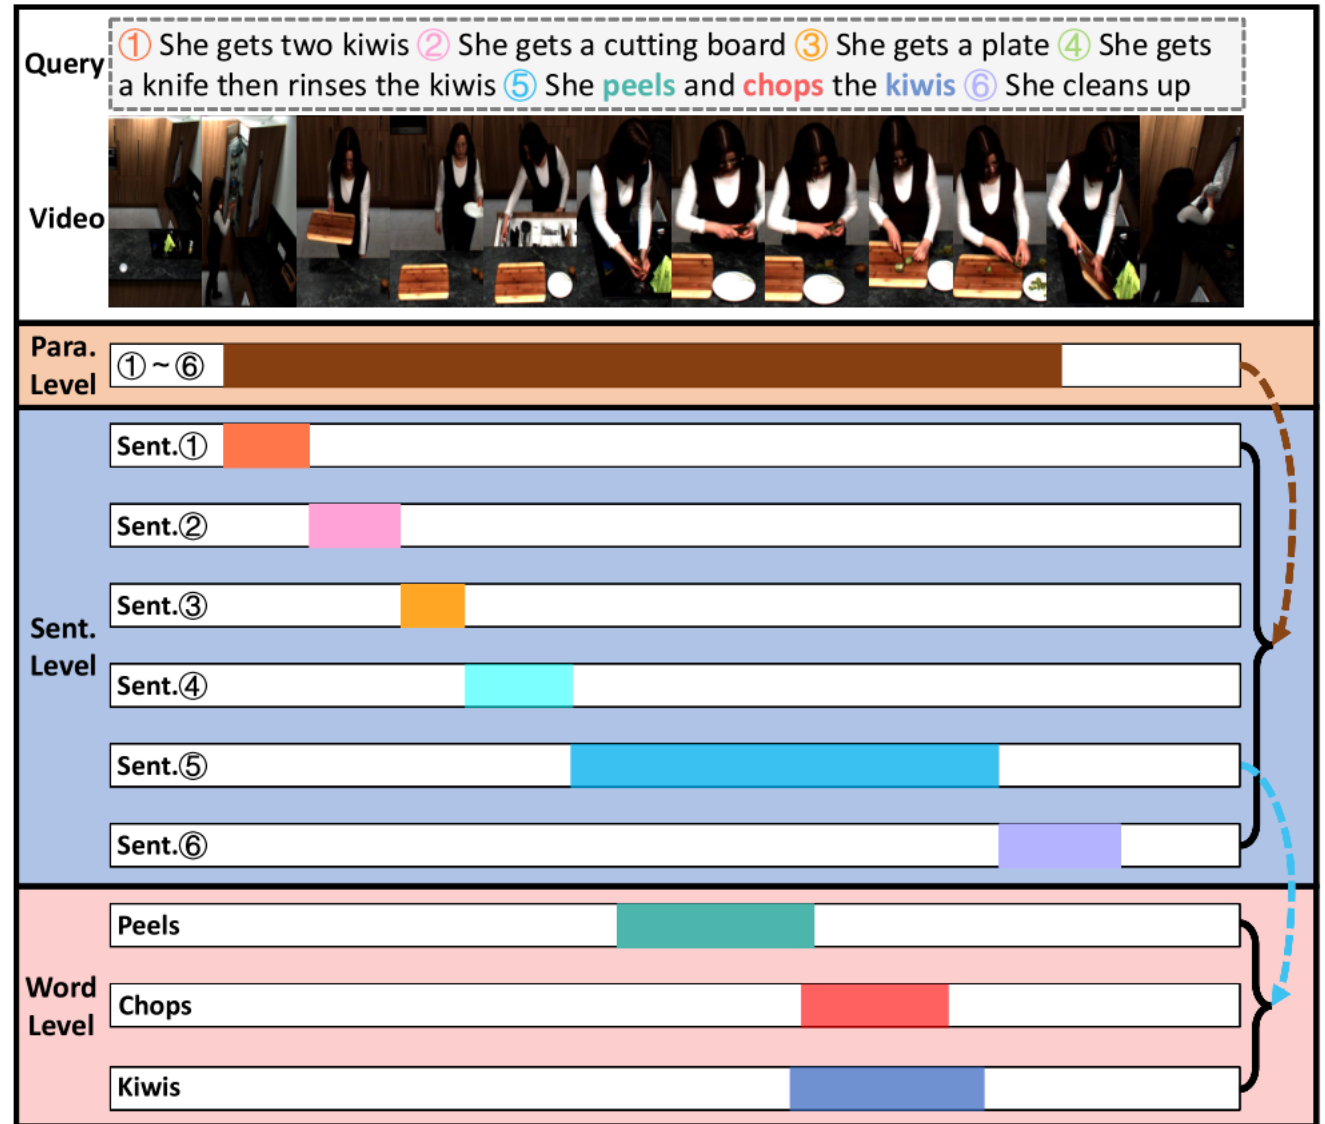 Query
① She gets two kiwis ② She gets a cutting board ③ She gets a plate ④ She gets
a knife then rinses the kiwis ⑤ She peels and chops the kiwis ⑥ She cleans up
Video
Para.
Level
①~⑥
Sent.
Level
Sent.①
Sent.②
Sent.③
Sent.④
Sent.⑤
Sent.⑥
Word
Level
Peels
Chops
Kiwis